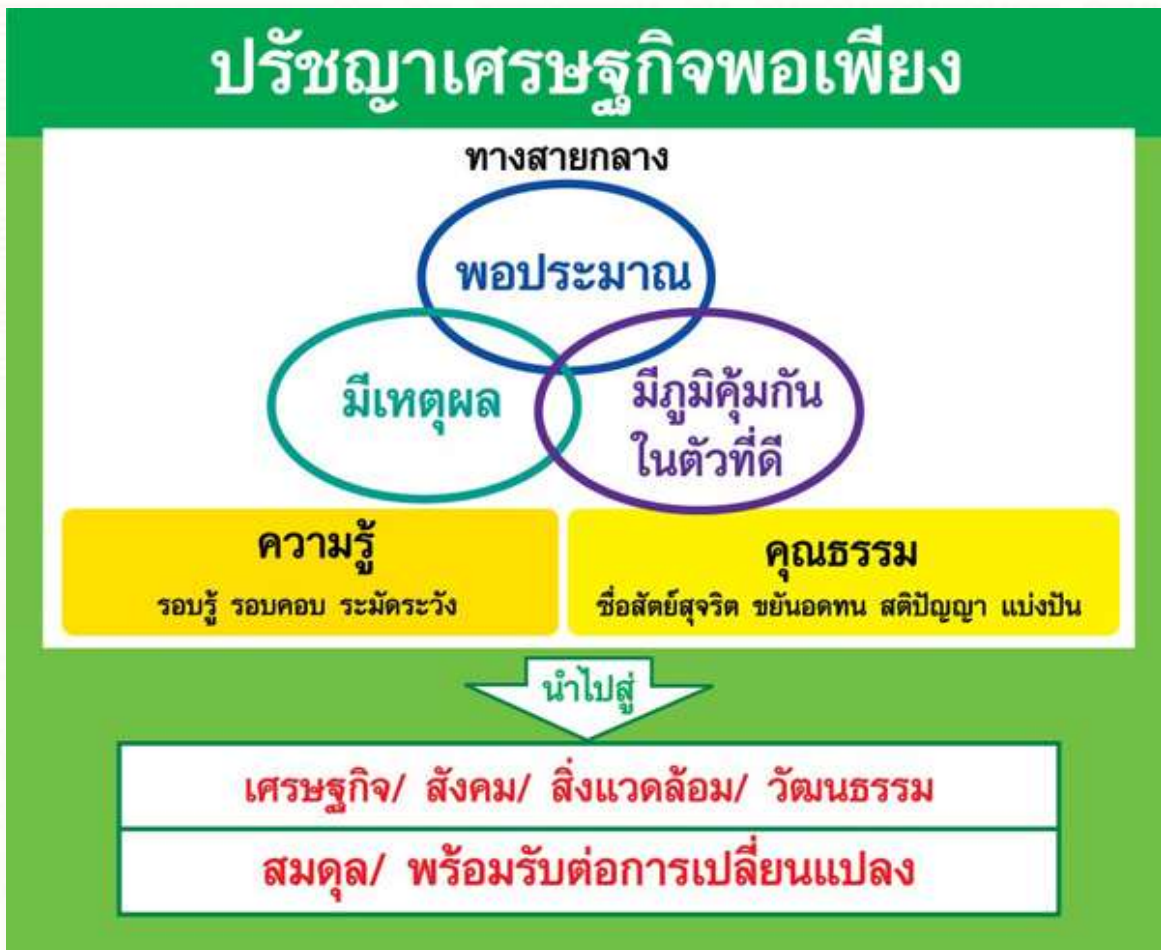 ปรัชญาเศรษฐกิจพอเพียง
ทางสายกลาง
พอประมาณ
มีเหตุผล
มีภูมิคุ้มกัน
ในตัวที่ดี
ความรู้
รอบรู้ รอบคอบ ระมัดระวัง
คุณธรรม
ซื่อสัตย์สุจริต ขยันอดทน สติปัญญา แบ่งปัน
นำไปสู่
เศรษฐกิจ/ สังคม/ สิ่งแวดล้อม/ วัฒนธรรม
สมดุล/ พร้อมรับต่อการเปลี่ยนแปลง